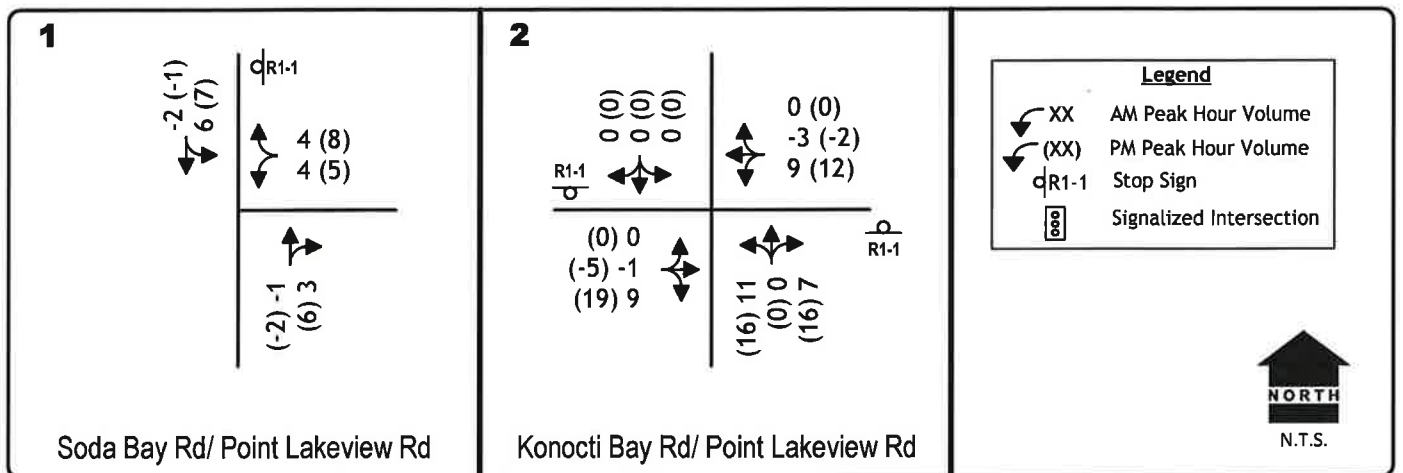 1
R1-1
-2 (-1)
6 (7)
4 (8)
4 (5)
(-2) -1
(6) 3
Soda Bay Rd/ Point Lakeview Rd
2
0 (0)
0 (0)
0 (0)
0 (0)
-3 (-2)
9 (12)
R1-1
(0) 0
(-5) -1
(19) 9
R1-1
(16) 11
(0) 0
(16) 7
Konocti Bay Rd/ Point Lakeview Rd
Legend
XX AM Peak Hour Volume
(XX) PM Peak Hour Volume
R1-1 Stop Sign
Signalized Intersection
NORTH
N.T.S.